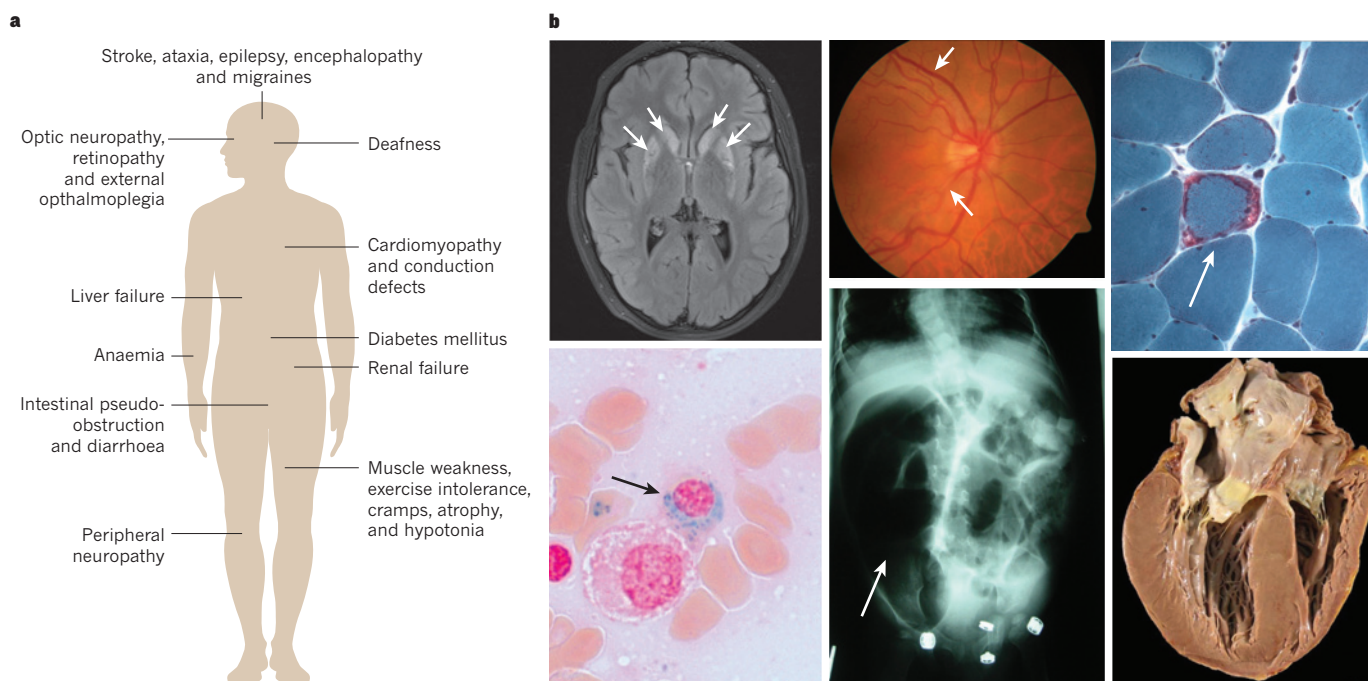 a
Stroke, ataxia, epilepsy, encephalopathy
and migraines
Optic neuropathy,
retinopathy
and external
opthalmoplegia
Deafness
Cardiomyopathy
and conduction
defects
Liver failure
Diabetes mellitus
Anaemia
Renal failure
Intestinal pseudo-
obstruction
and diarrhoea
Muscle weakness,
exercise intolerance,
cramps, atrophy,
and hypotonia
Peripheral
neuropathy
b